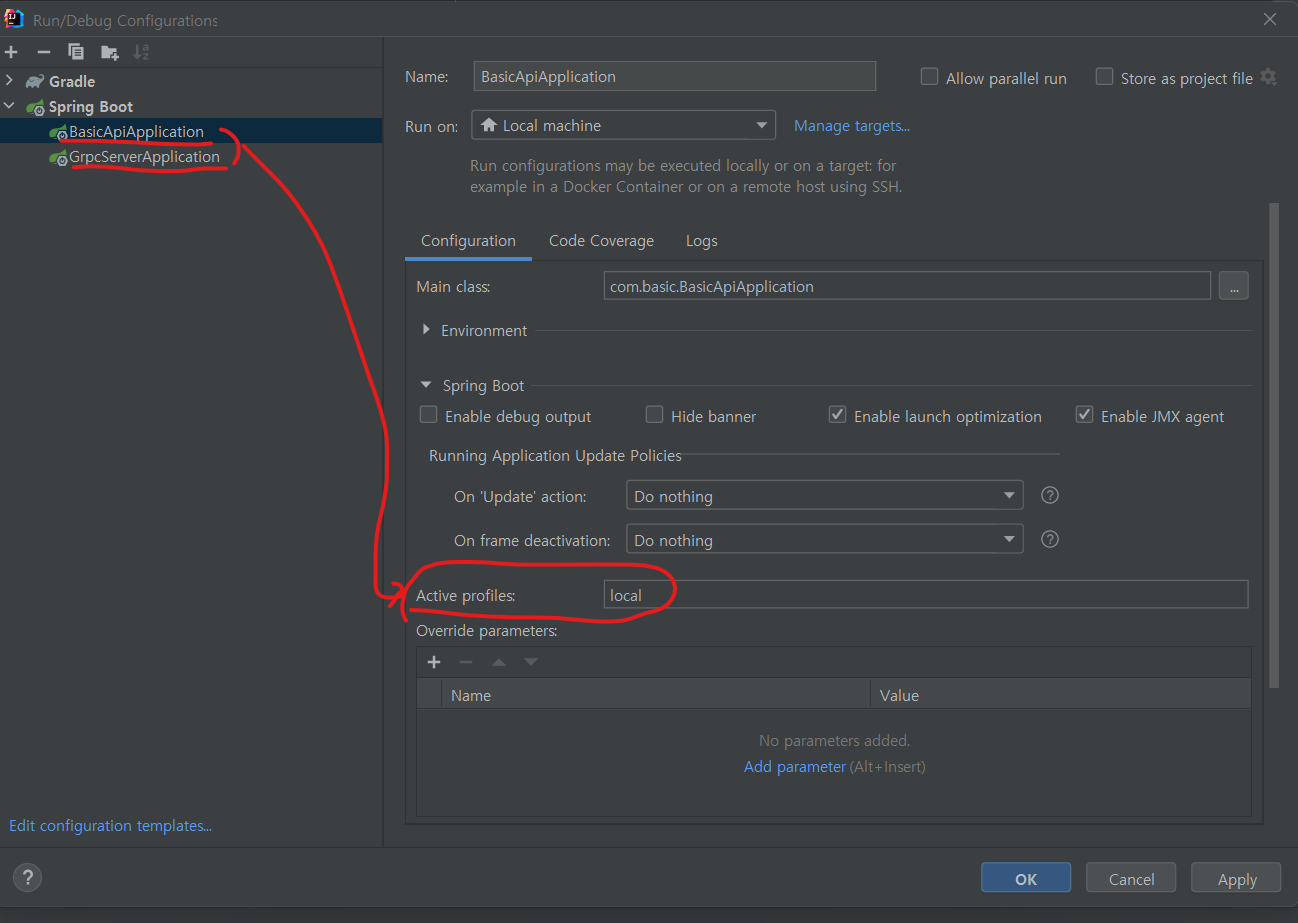 Run/Debug Configurations
Gradle
Spring Boot
BasicApiApplication
GrpcServerApplication
Edit configuration templates...
Name: BasicApiApplication Allow parallel run Store as project file
Run on: Local machine Manage targets...
Run configurations may be executed locally or on a target: for
example in a Docker Container or on a remote host using SSH.
Configuration Code Coverage Logs
Main class: com.basic.BasicApiApplication ...
Environment
Spring Boot
Enable debug output Hide banner Enable launch optimization Enable JMX agent
Running Application Update Policies
On 'Update' action: Do nothing ?
On frame deactivation: Do nothing ?
Active profiles: local
Override parameters:
Name Value
No parameters added.
Add parameter (Alt+Insert)
? OK Cancel Apply